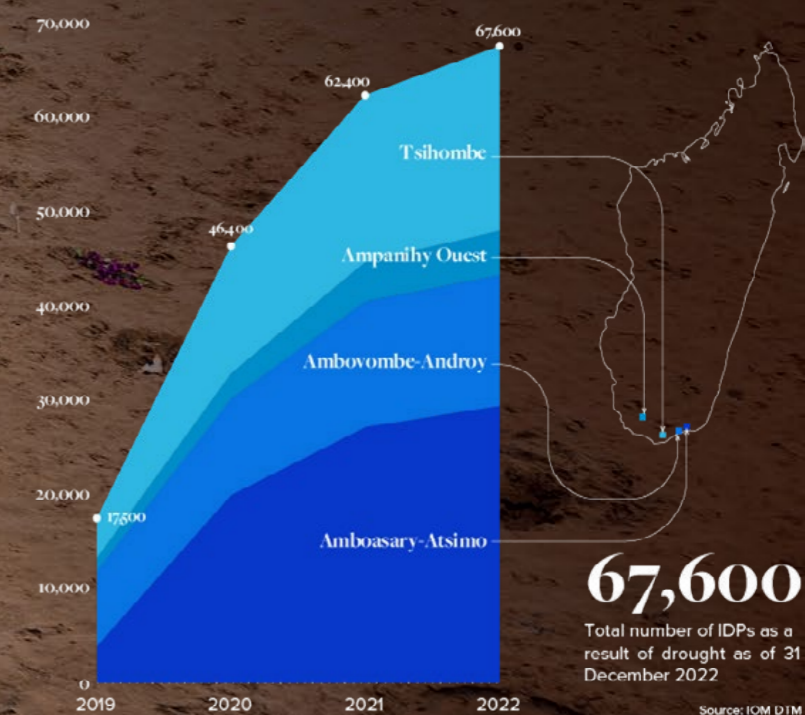 70,000
67,600
62,400
60,000
Tsihombe
50,000
46,400
Ampanihy Ouest
40,000
Ambovombe-Androy
30,000
20,000
17,500
Amboasary-Atsimo
10,000
0
2019 2020 2021 2022
67,600
Total number of IDPs as a
result of drought as of 31
December 2022
Source: IOM DTM